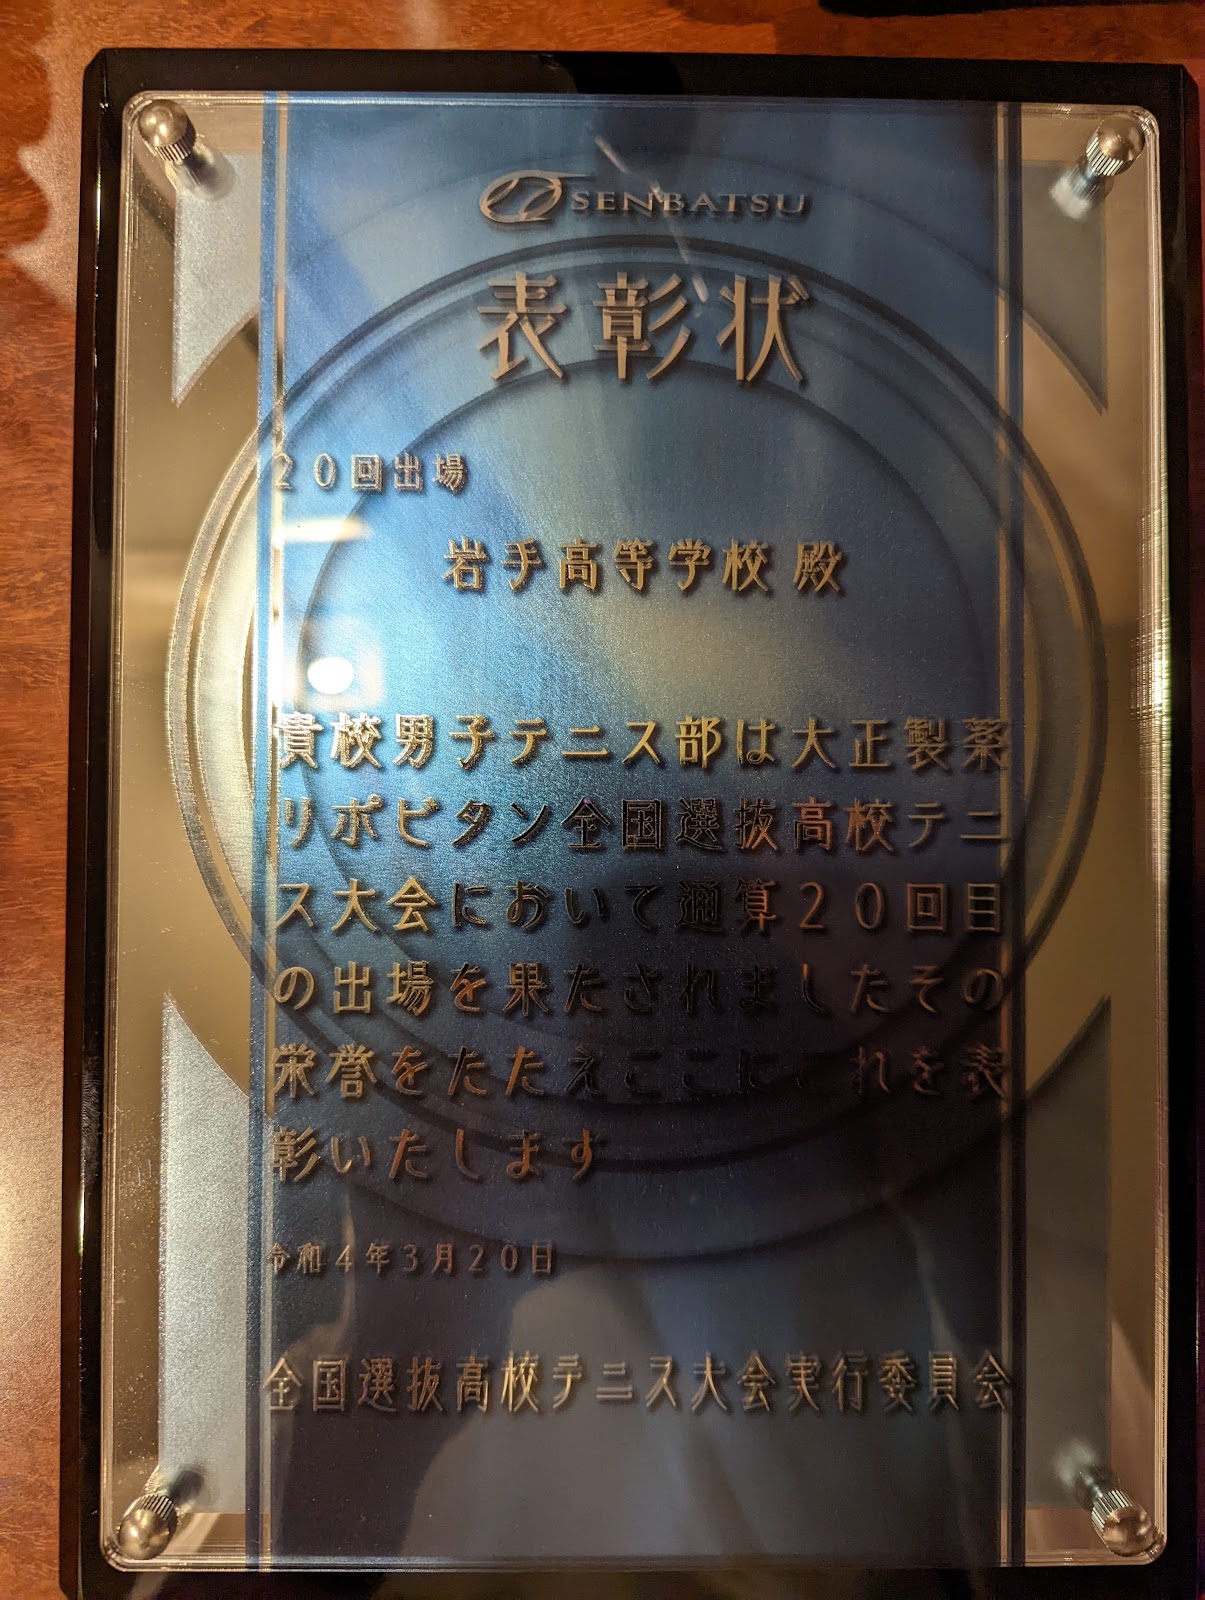 SENBATSU
表彰状
20回出場
岩手高等学校 殿
貴校男子テニス部は大正製薬
リポビタン全国選抜高校テニ
ス大会において通算20回目
の出場を果たされましたその
栄誉をたたえここにこれを表
彰いたします
令和4年3月20日
全国選抜高校テニス大会実行委員会